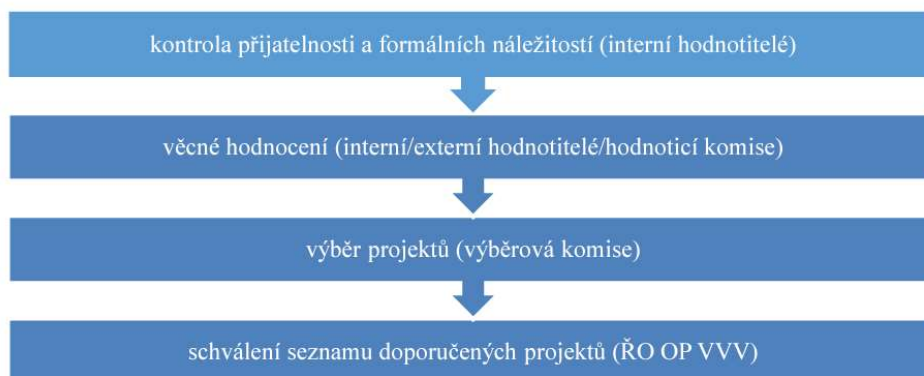 kontrola přijatelnosti a formálních náležitostí (interní hodnotitelé)
věcné hodnocení (interní/externí hodnotitelé/hodnoticí komise)
výběr projektů (výběrová komise)
schválení seznamu doporučených projektů (ŘO OP VVV)